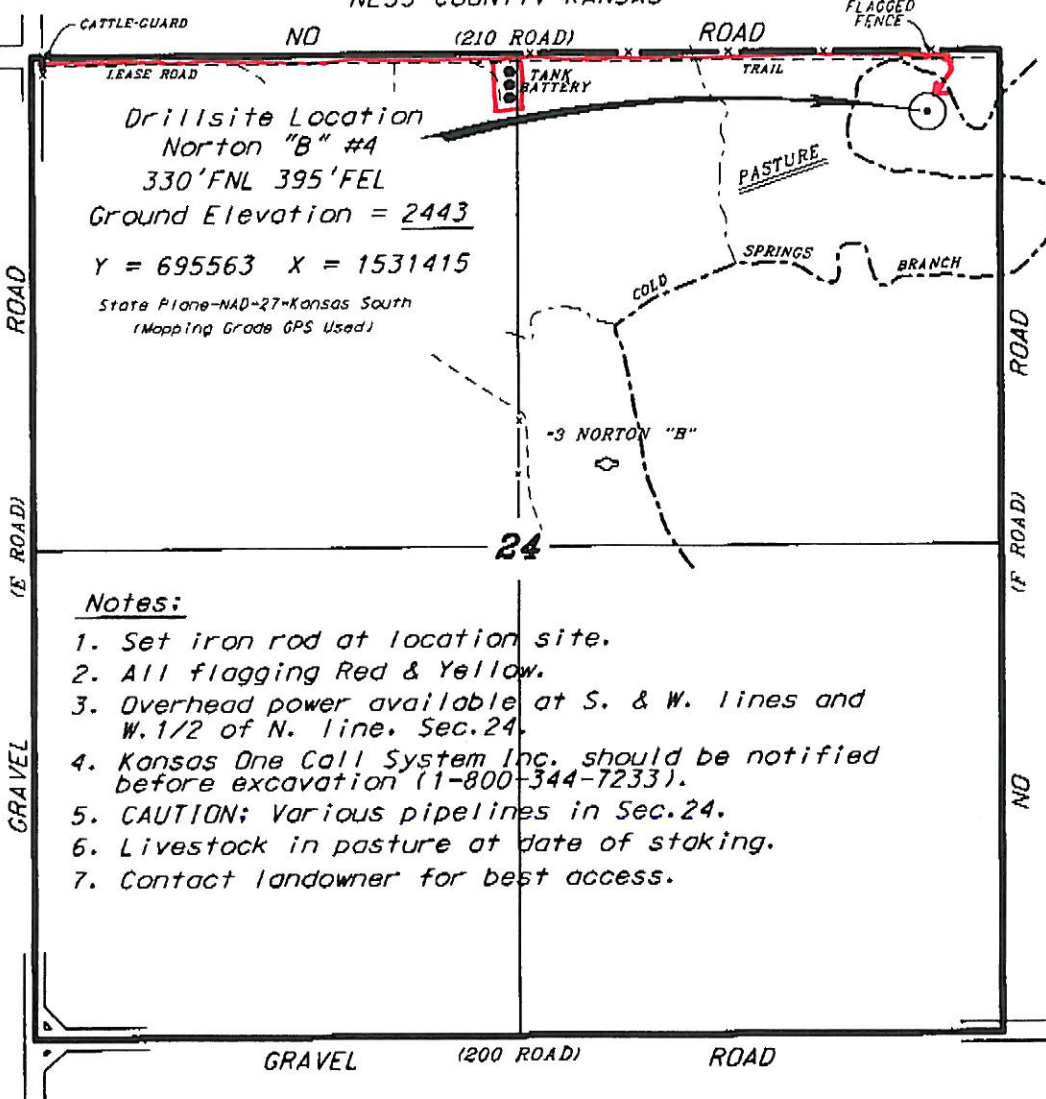 NESS COUNTY, KANSAS
CATTLE-GUARD
FLAGGED
FENCE
NO (210 ROAD) ROAD
LEASE ROAD
TANK
BATTERY
TRAIL
Drillsite Location
Norton "B" #4
330'FNL 395'FEL
Ground Elevation = 2443
Y = 695563 X = 1531415
State Plane-NAD-27-Kansas South
(Mapping Grade GPS Used)
PASTURE
COLD SPRINGS BRANCH
-3 NORTON "B"
24
GRAVEL (E ROAD) ROAD
NO (F ROAD) ROAD
Notes:
1. Set iron rod at location site.
2. All flagging Red & Yellow.
3. Overhead power available at S. & W. lines and
W.1/2 of N. line. Sec.24.
4. Kansas One Call System Inc. should be notified
before excavation (1-800-344-7233).
5. CAUTION: Various pipelines in Sec.24.
6. Livestock in pasture at date of staking.
7. Contact landowner for best access.
GRAVEL (200 ROAD) ROAD